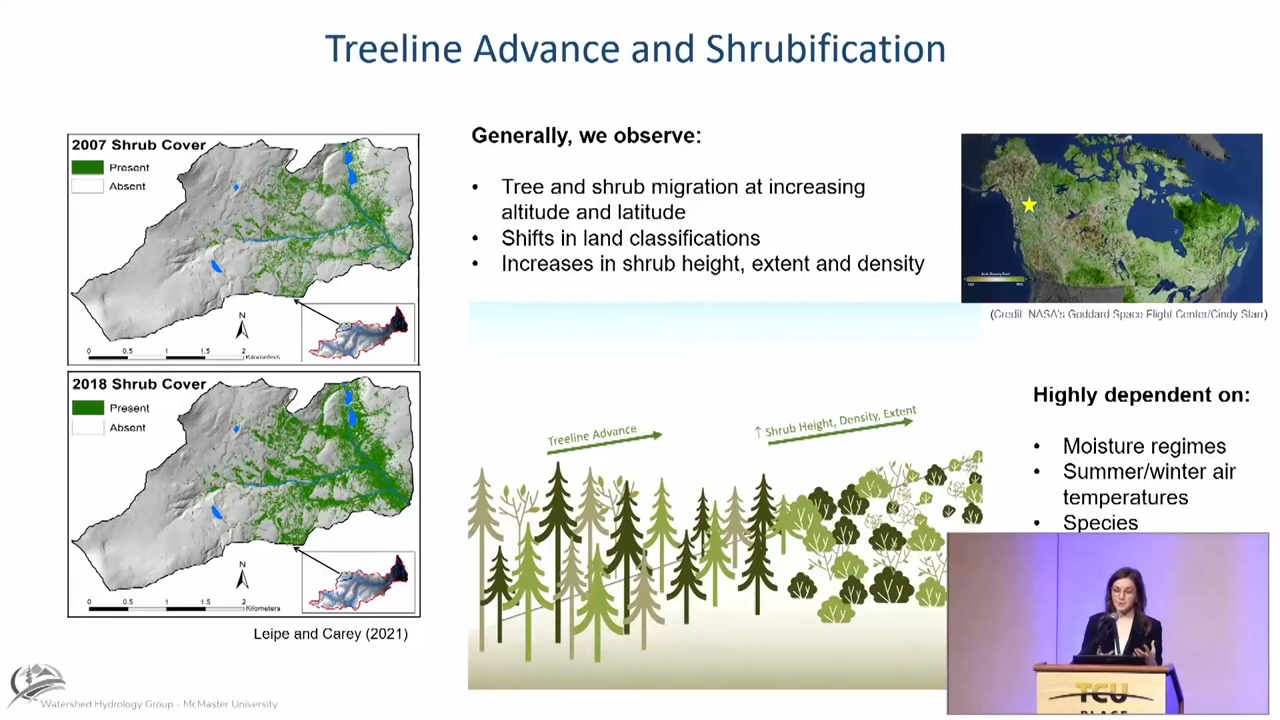 Treeline Advance and Shrubification
2007 Shrub Cover
Present
Absent
N
0 0.5 1 1.5 2 Kilometers
2018 Shrub Cover
Present
Absent
N
0 0.5 1 1.5 2 Kilometers
Leipe and Carey (2021)
Generally, we observe:
• Tree and shrub migration at increasing
altitude and latitude
• Shifts in land classifications
• Increases in shrub height, extent and density
Treeline Advance
↑ Shrub Height, Density, Extent
(Credit: NASA's Goddard Space Flight Center/Cindy Starr)
Highly dependent on:
• Moisture regimes
• Summer/winter air
temperatures
• Species
TCU
PLACE
Watershed Hydrology Group - McMaster University